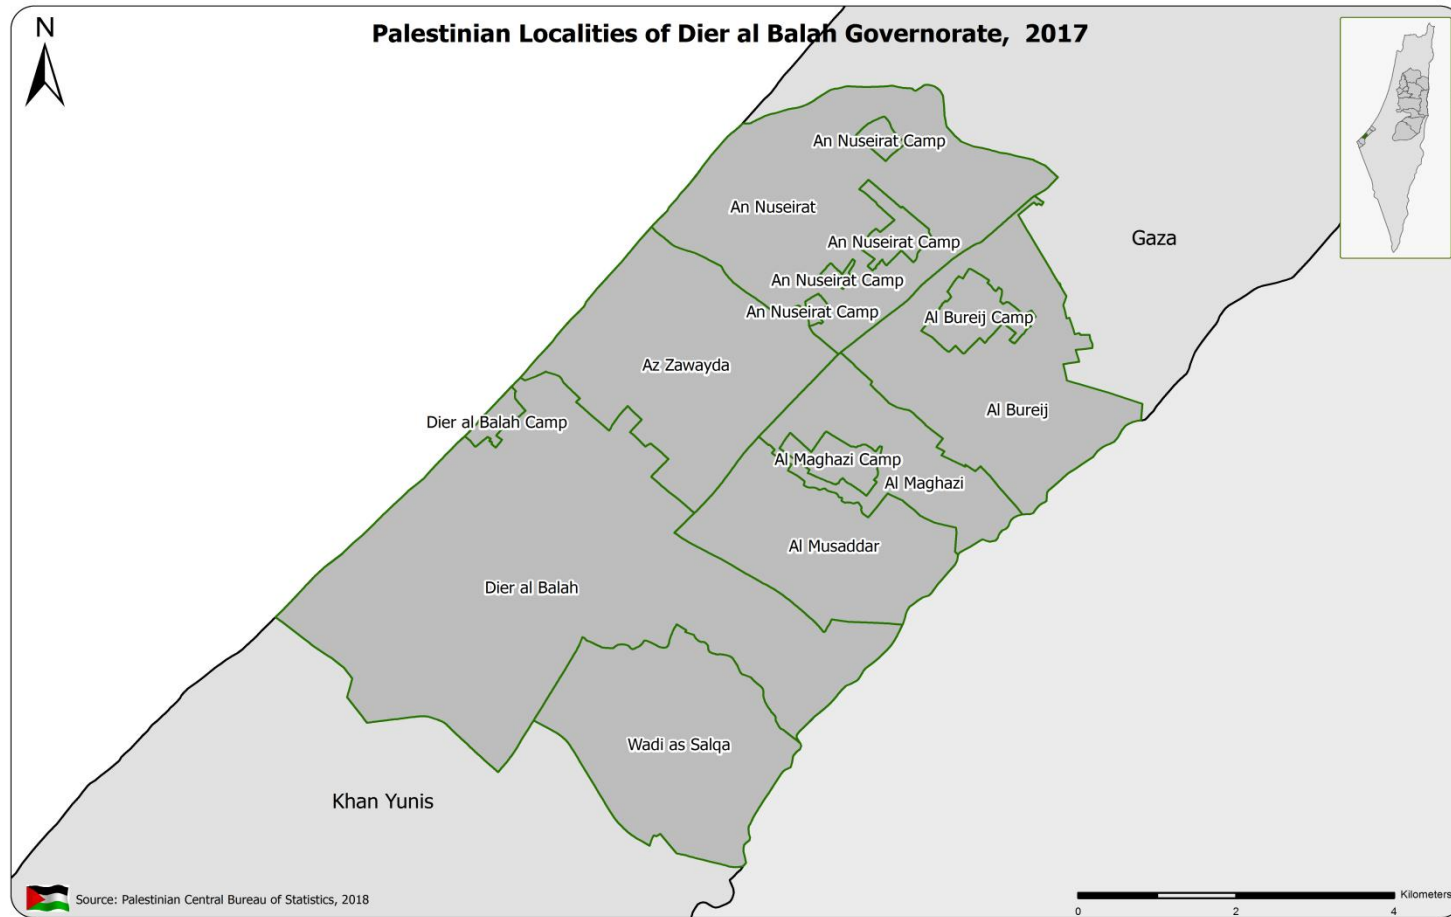 N
Palestinian Localities of Dier al Balah Governorate, 2017
An Nuseirat Camp
An Nuseirat
Gaza
An Nuseirat Camp
An Nuseirat Camp
An Nuseirat Camp
Al Bureij Camp
Az Zawayda
Al Bureij
Dier al Balah Camp
Al Maghazi Camp
Al Maghazi
Al Musaddar
Dier al Balah
Wadi as Salqa
Khan Yunis
Source: Palestinian Central Bureau of Statistics, 2018
Kilometers
0 2 4